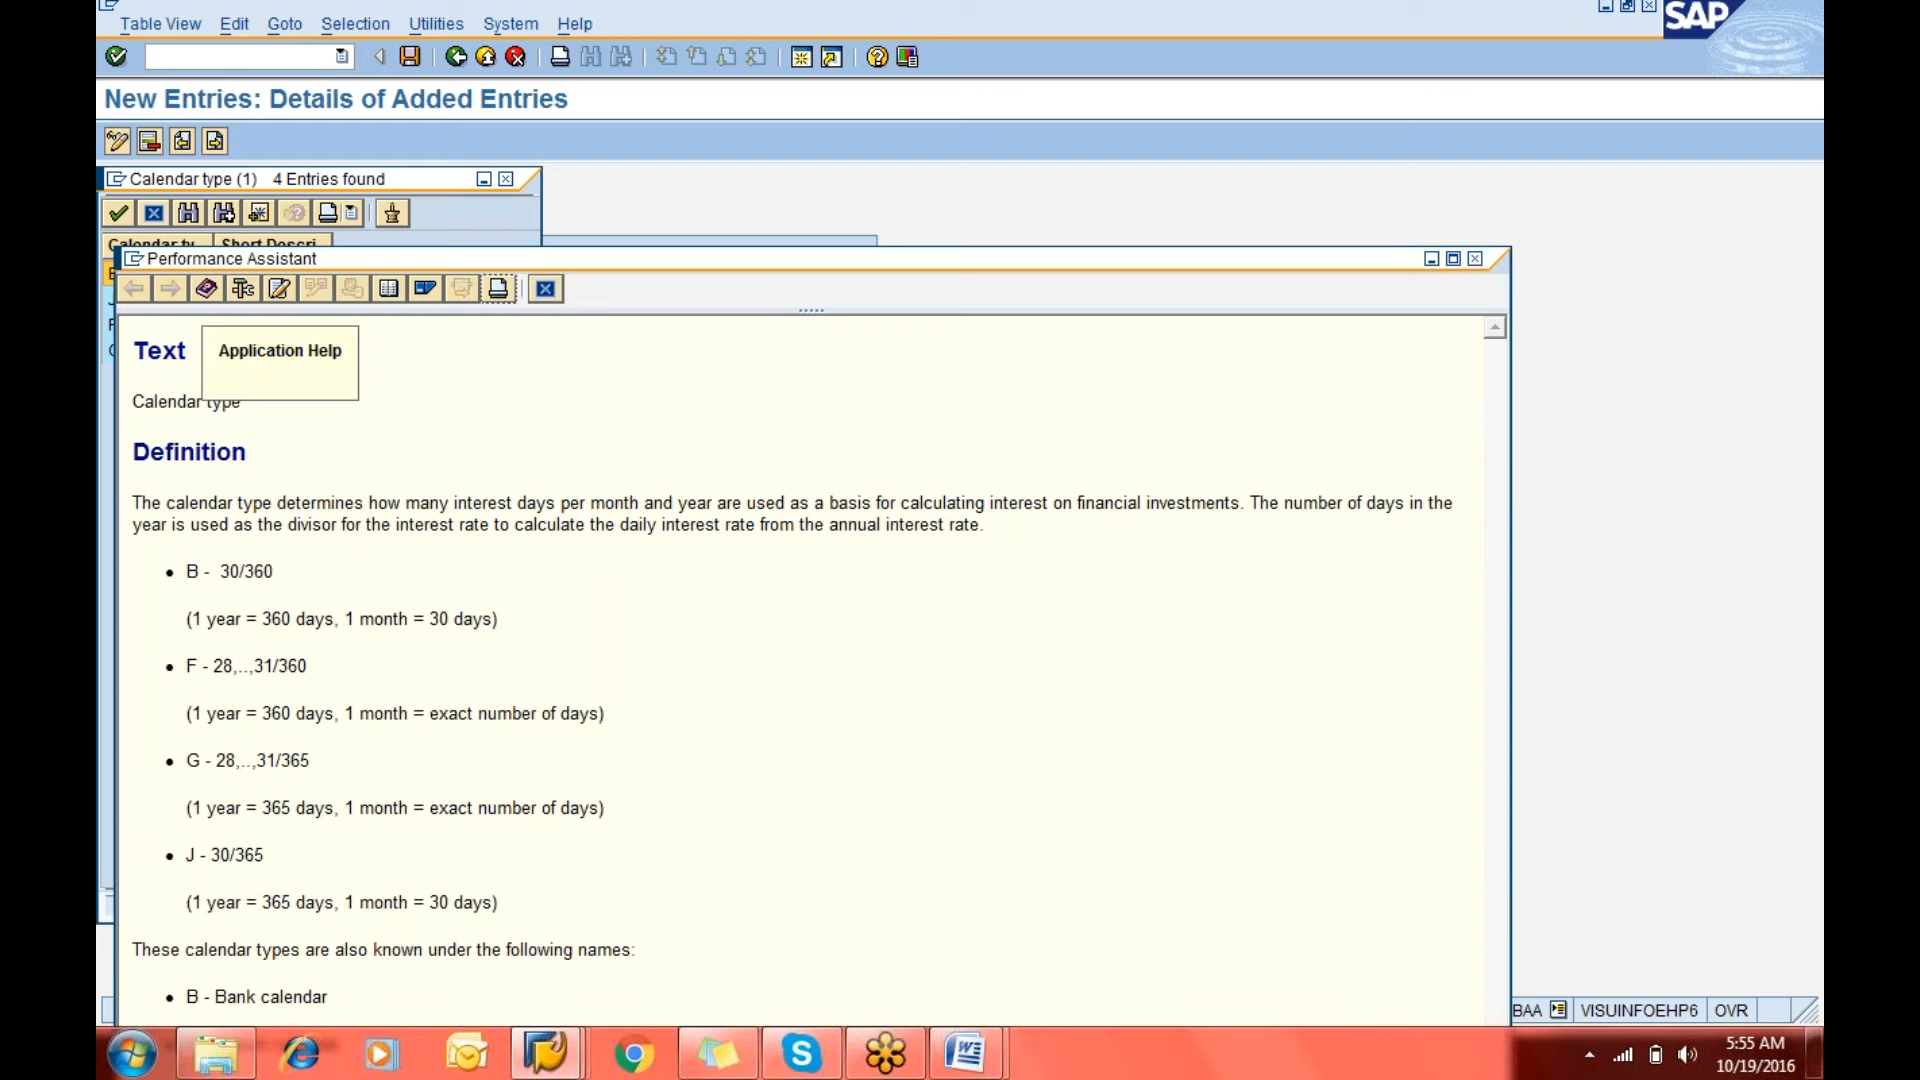 Table View Edit Goto Selection Utilities System Help
SAP
New Entries: Details of Added Entries
Calendar type (1) 4 Entries found
Calendar ty.. Short Descri..
Performance Assistant
Text
Application Help
Calendar type
Definition
The calendar type determines how many interest days per month and year are used as a basis for calculating interest on financial investments. The number of days in the
year is used as the divisor for the interest rate to calculate the daily interest rate from the annual interest rate.
• B - 30/360
(1 year = 360 days, 1 month = 30 days)
• F - 28,..,31/360
(1 year = 360 days, 1 month = exact number of days)
• G - 28,..,31/365
(1 year = 365 days, 1 month = exact number of days)
• J - 30/365
(1 year = 365 days, 1 month = 30 days)
These calendar types are also known under the following names:
• B - Bank calendar
BAA VISUINFOEHP6 OVR
5:55 AM
10/19/2016